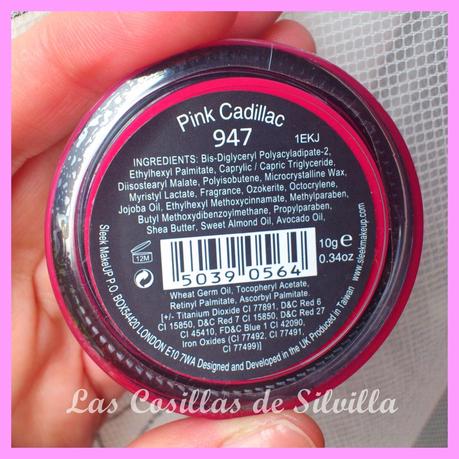 Pink Cadillac
947
1EKJ
INGREDIENTS: Bis-Diglyceryl Polyacyladipate-2,
Ethylhexyl Palmitate, Caprylic / Capric Triglyceride,
Diisostearyl Malate, Polyisobutene, Microcrystalline Wax,
Myristyl Lactate, Fragrance, Ozokerite, Octocrylene,
Jojoba Oil, Ethylhexyl Methoxycinnamate, Methylparaben,
Butyl Methoxydibenzoylmethane, Propylparaben,
Shea Butter, Sweet Almond Oil, Avocado Oil,
12M
5039 0564
10g e
0.34oz
Wheat Germ Oil, Tocopheryl Acetate,
Retinyl Palmitate, Ascorbyl Palmitate.
[+/- Titanium Dioxide CI 77891, D&C Red 6
CI 15850, D&C Red 7 CI 15850, D&C Red 27
CI 45410, FD&C Blue 1 CI 42090,
Iron Oxides (CI 77491, CI 77492,
CI 77499)]
Sleek MakeUP P.O. BOX54420 LONDON E10 7WA Designed and Developed in the UK Produced in Taiwan
www.sleekmakeup.com
Las Cosillas de Silvilla